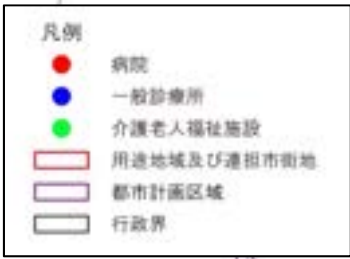 凡例
病院
一般診療所
介護老人福祉施設
用途地域及び連担市街地
都市計画区域
行政界